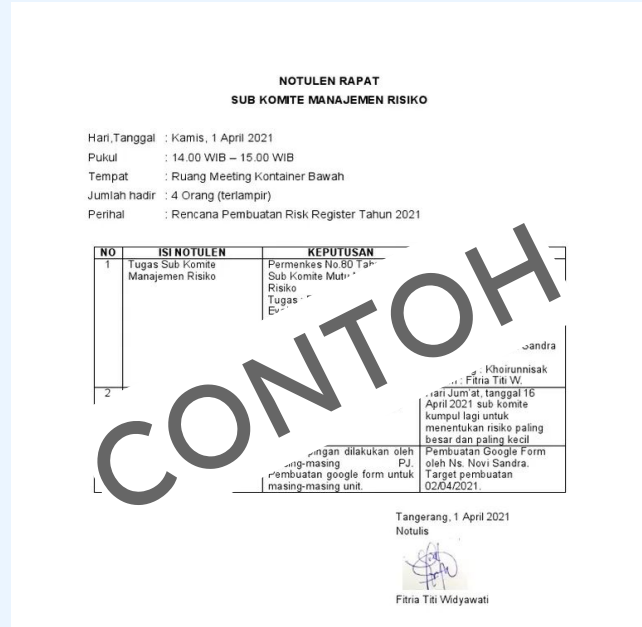 NOTULEN RAPAT
SUB KOMITE MANAJEMEN RISIKO
Hari,Tanggal : Kamis, 1 April 2021
Pukul : 14.00 WIB – 15.00 WIB
Tempat : Ruang Meeting Kontainer Bawah
Jumlah hadir : 4 Orang (terlampir)
Perihal : Rencana Pembuatan Risk Register Tahun 2021
NO ISI NOTULEN KEPUTUSAN
1 Tugas Sub Komite Permenkes No.80
Manajemen Risiko Sub Komite
Risiko
Tugas :
Sandra
: Khoirunnisak
: Fitria Titi W.
2 Hari Jum'at, tanggal 16
April 2021 sub komite
kumpul lagi untuk
menentukan risiko paling
besar dan paling kecil
dilakukan oleh Pembuatan Google Form
PJ. oleh Ns. Novi Sandra.
Pembuatan google form untuk Target pembuatan
masing-masing unit. 02/04/2021.
CONTOH
Tangerang, 1 April 2021
Notulis
Fitria Titi Widyawati